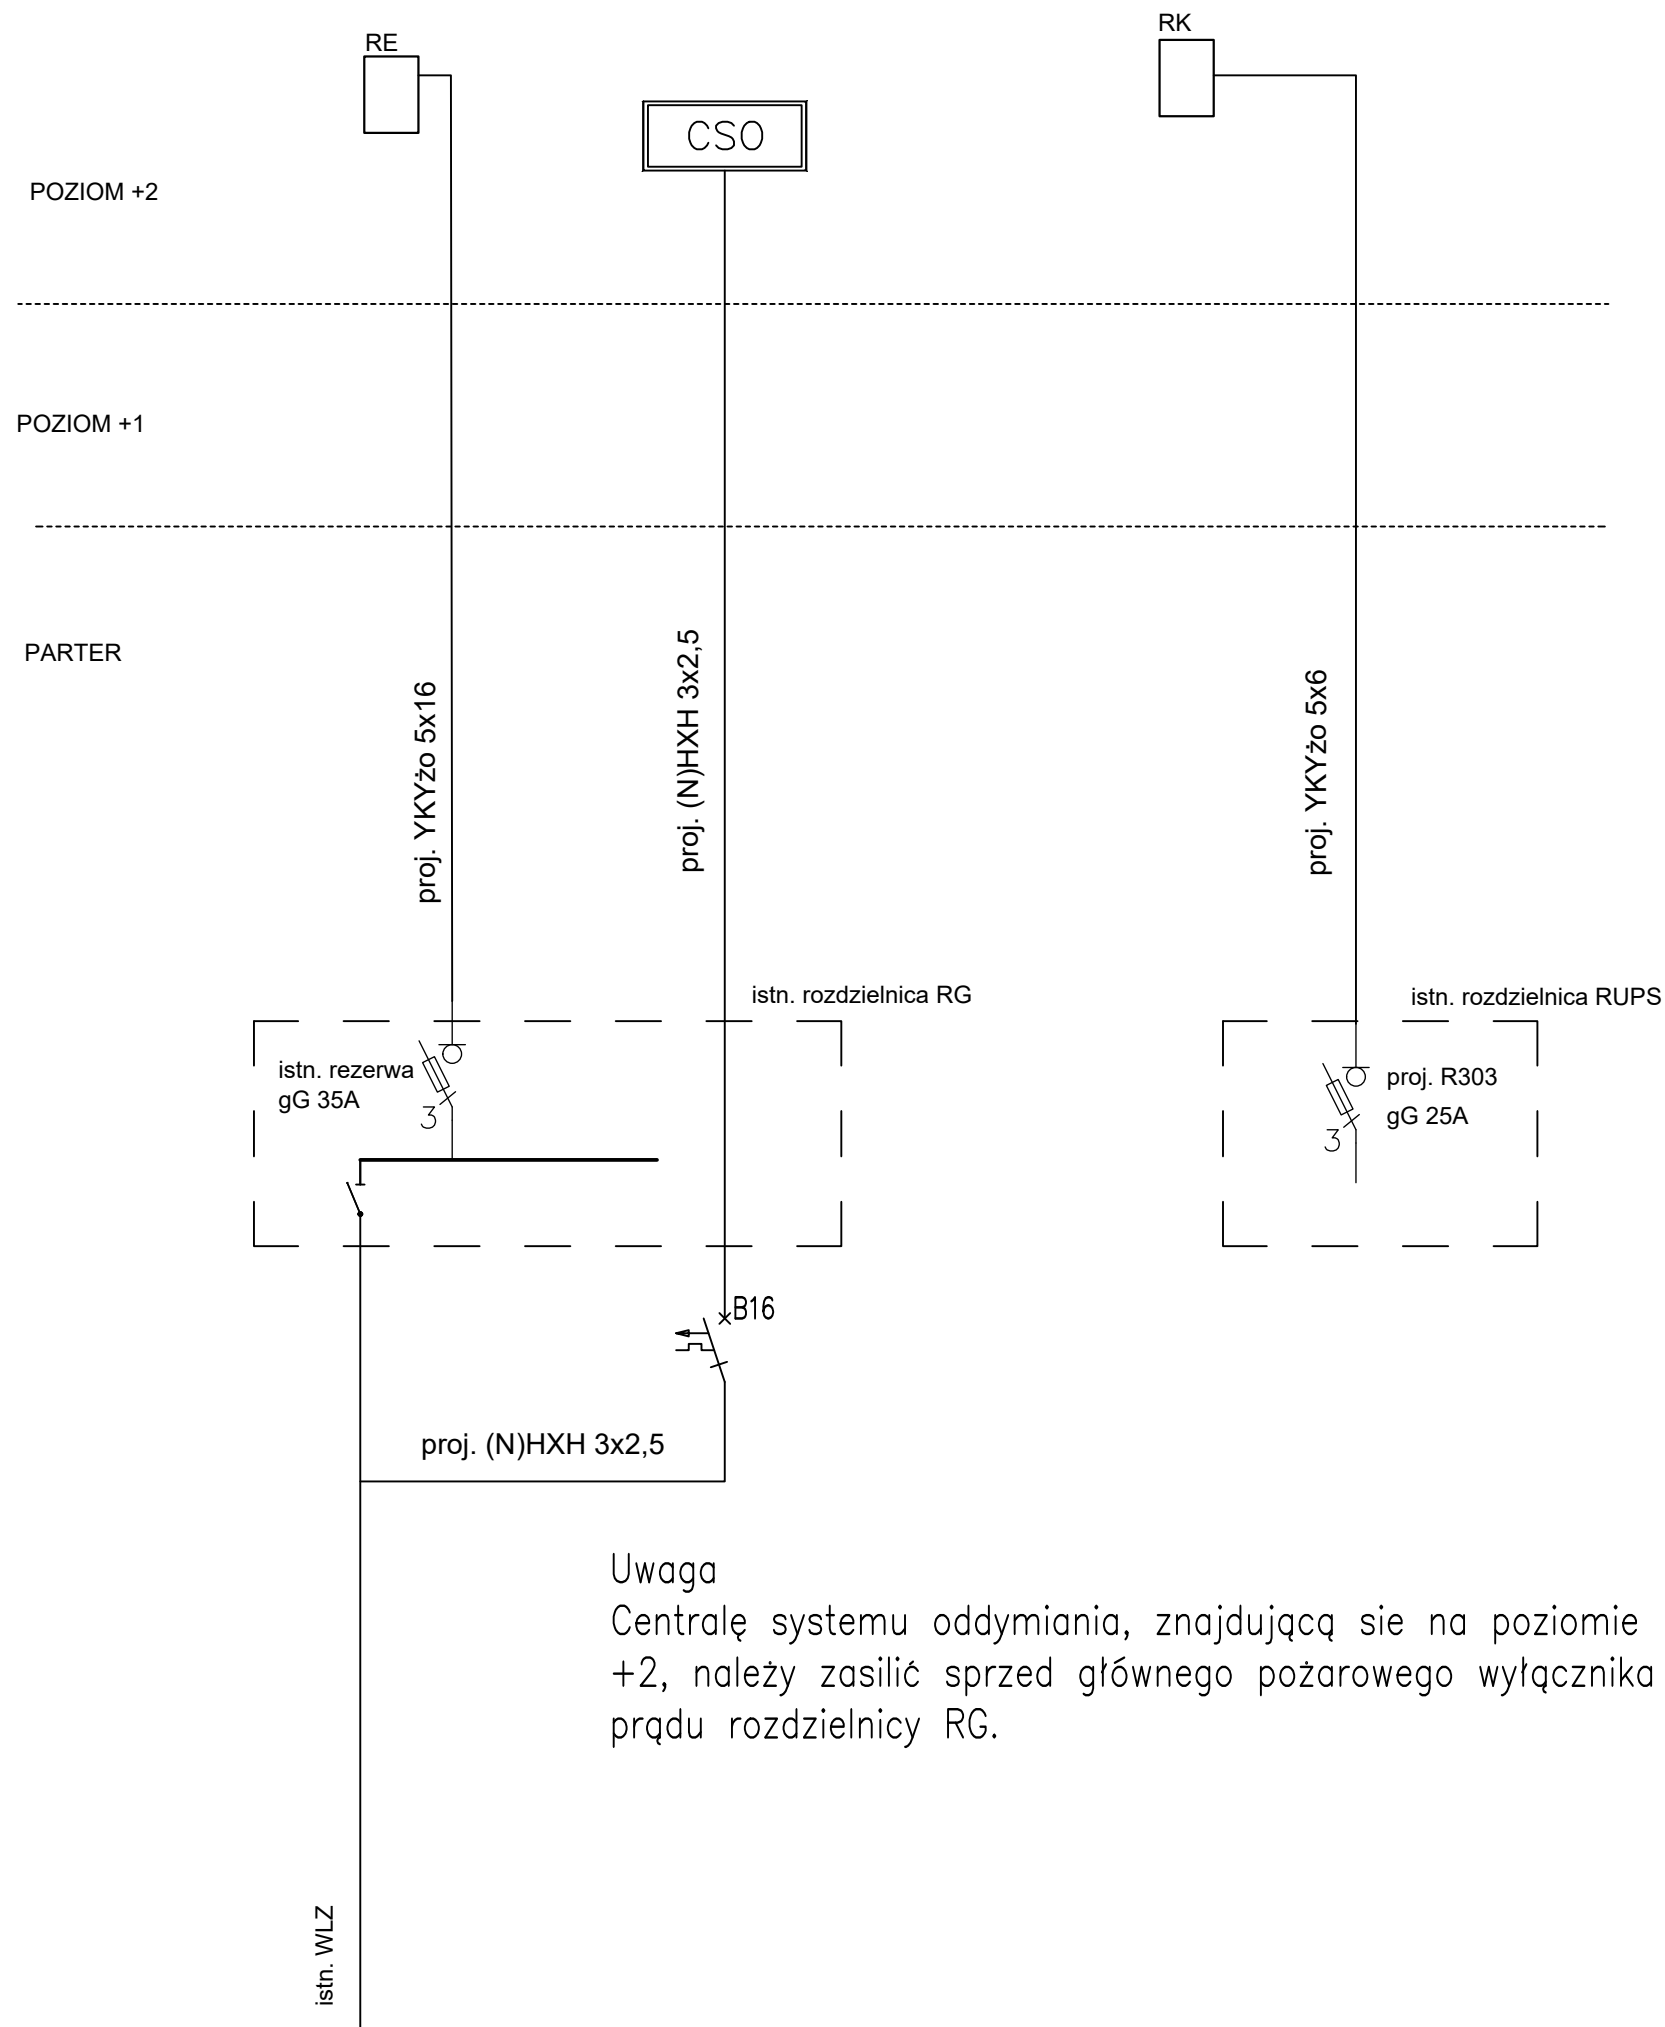 RE
RK
CSO
POZIOM +2
POZIOM +1
PARTER
proj. YKYżo 5x16
proj. (N)HXH 3x2,5
proj. YKYżo 5x6
istn. rozdzielnica RG
istn. rozdzielnica RUPS
istn. rezerwa
gG 35A
3
proj. R303
gG 25A
3
B16
proj. (N)HXH 3x2,5
Uwaga
Centralę systemu oddymiania, znajdującą sie na poziomie
+2, należy zasilić sprzed głównego pożarowego wyłącznika
prądu rozdzielnicy RG.
istn. WLZ